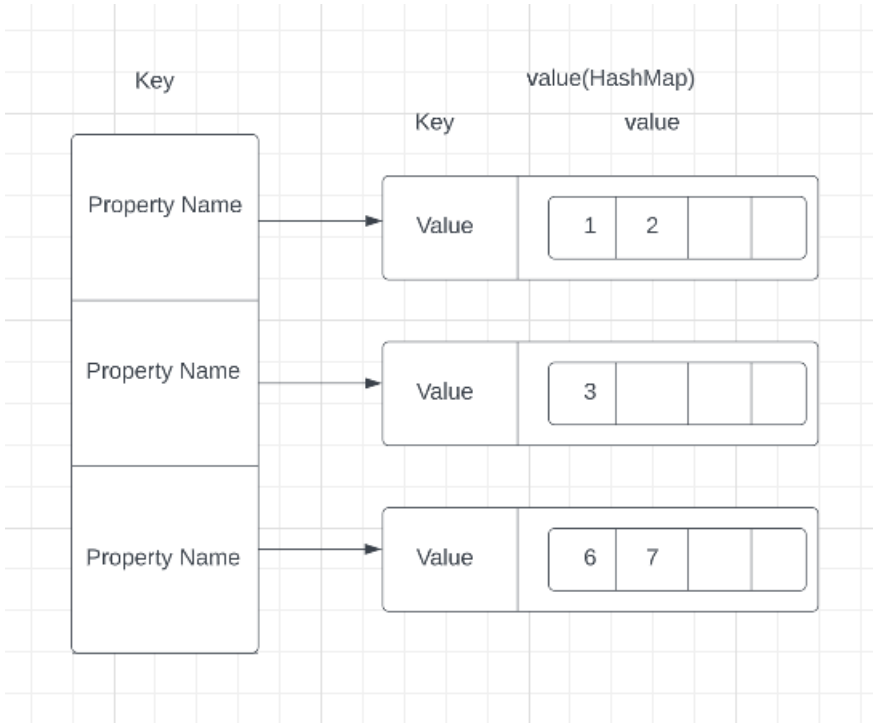 Key
value(HashMap)
Key
value
Property Name
Value
1
2
Property Name
Value
3
Property Name
Value
6
7